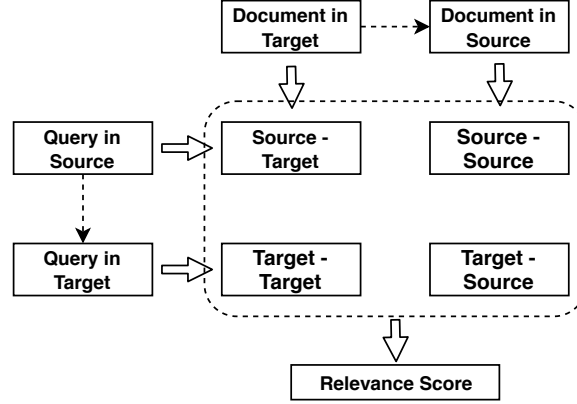 Document in
Target
Document in
Source
Query in
Source
Source -
Target
Source -
Source
Query in
Target
Target -
Target
Target -
Source
Relevance Score